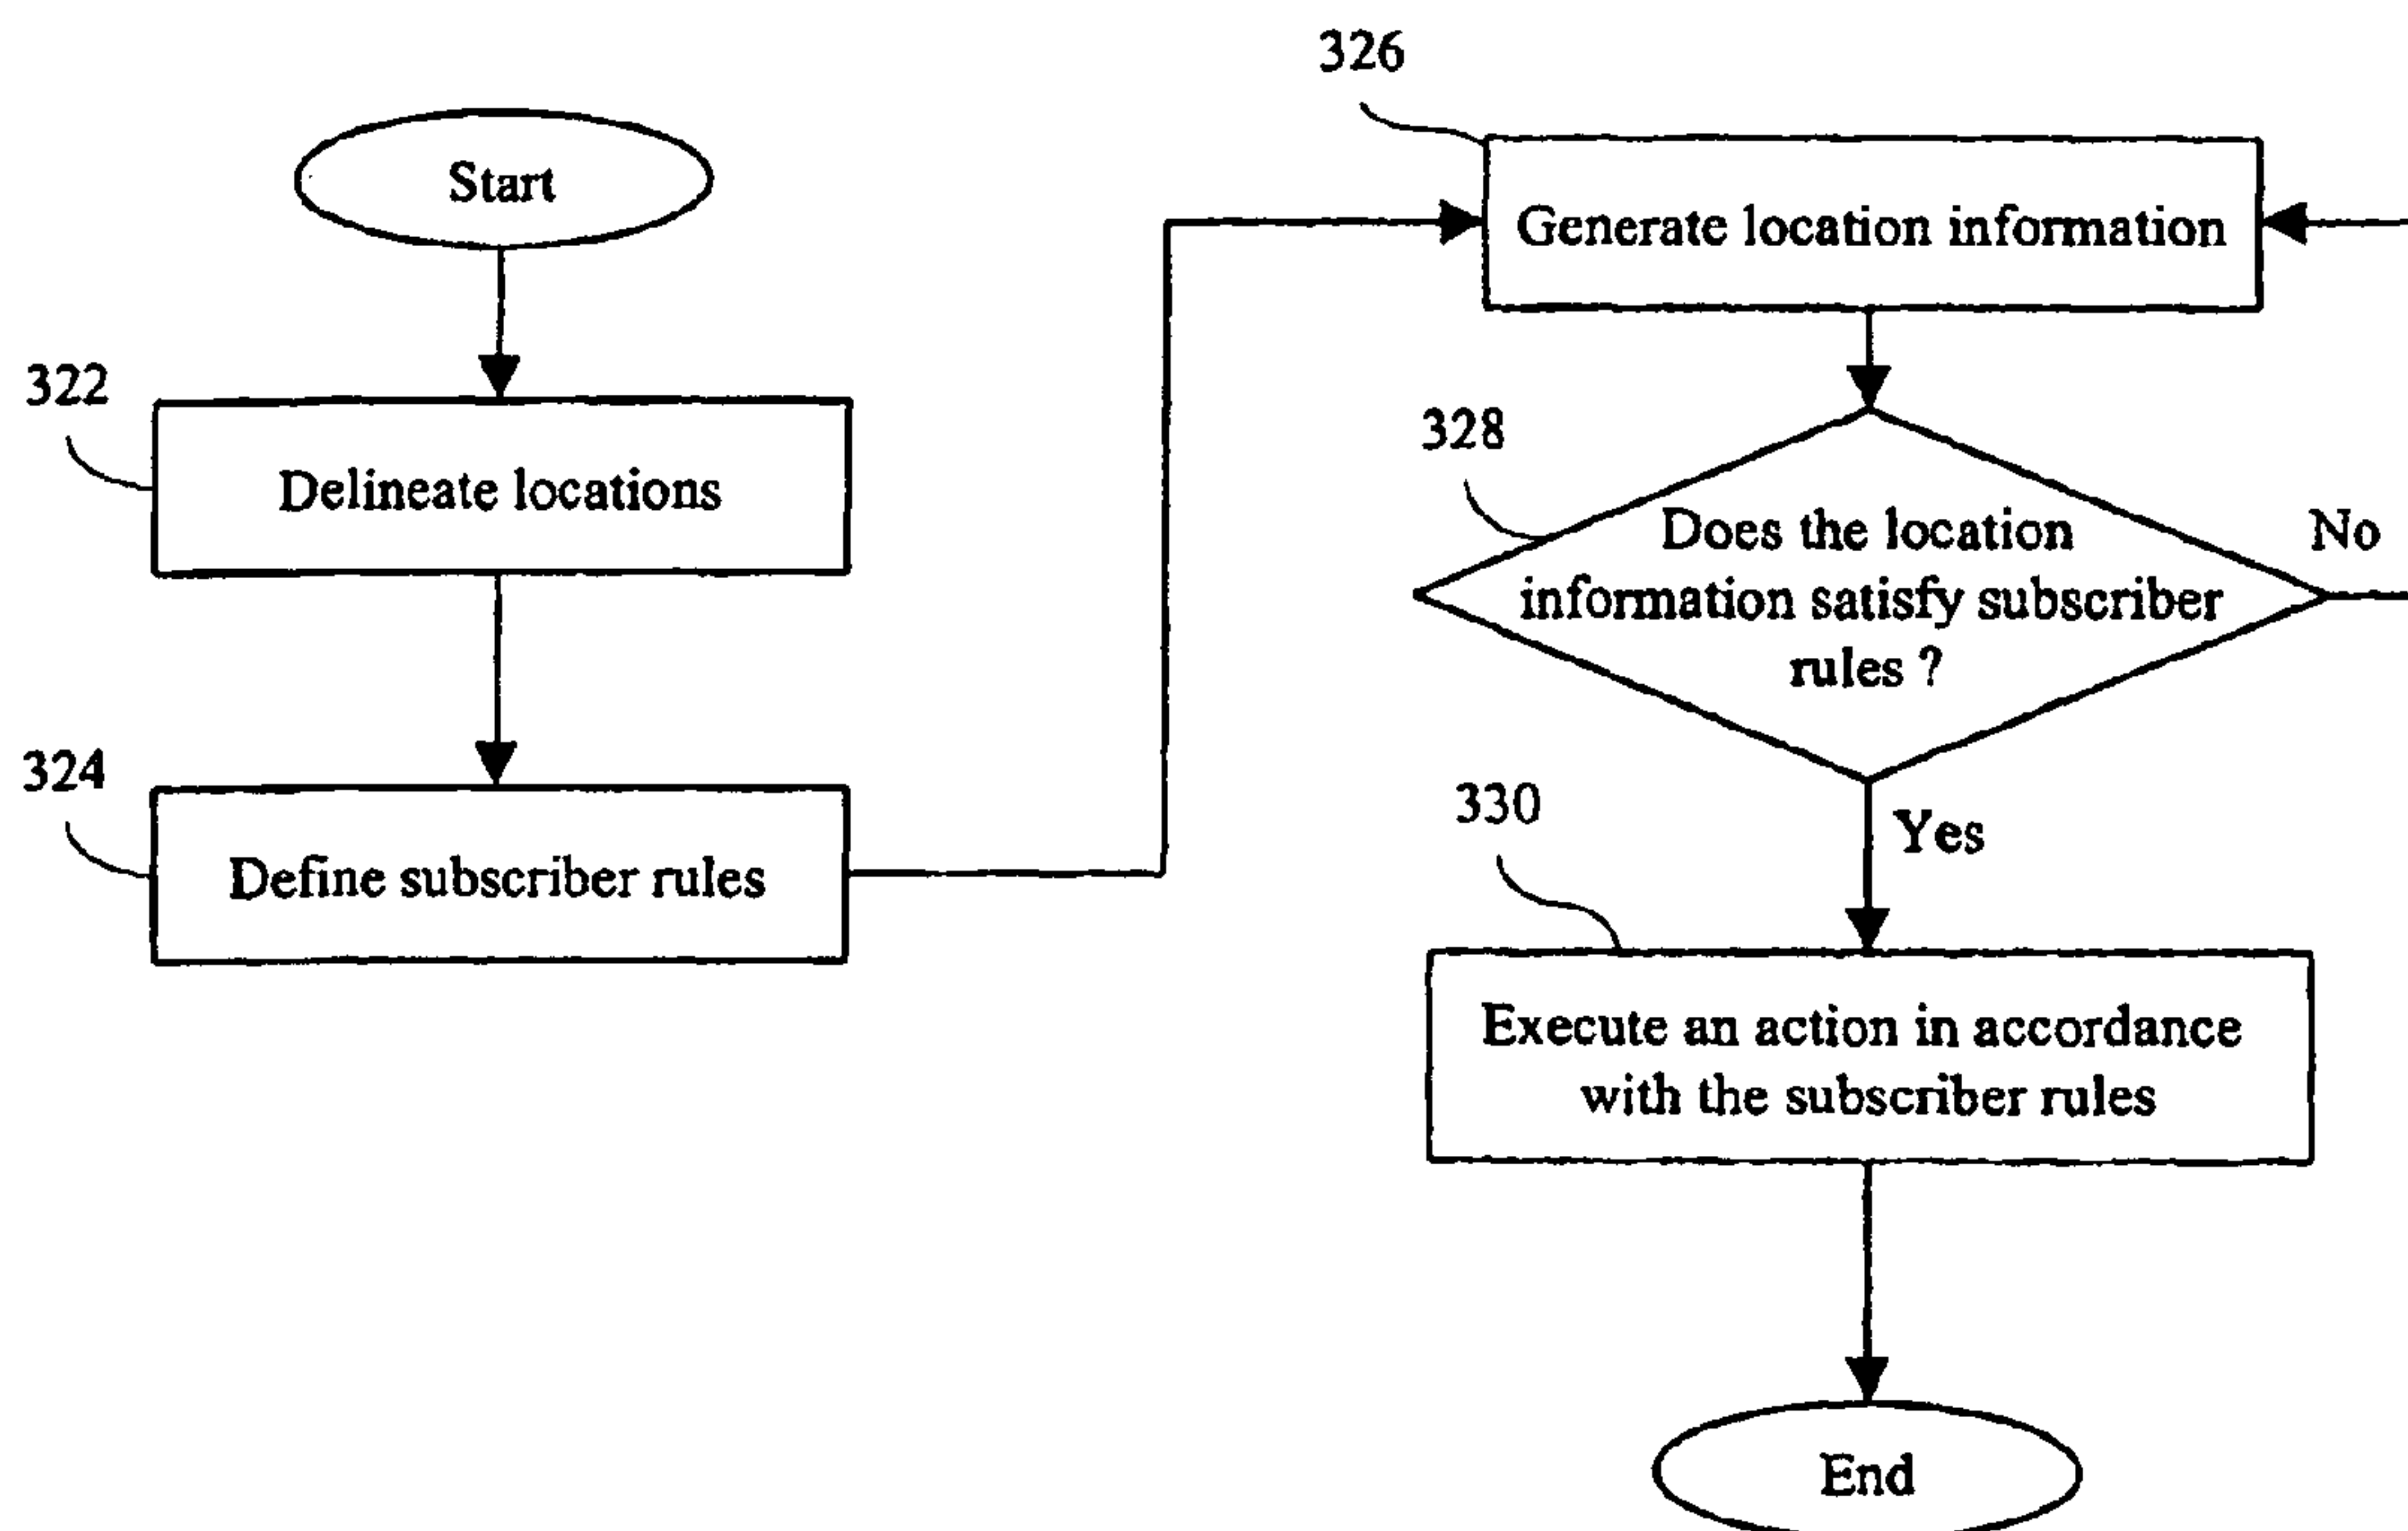 Start
322
Delineate locations
324
Define subscriber rules
326
Generate location information
328
Does the location
information satisfy subscriber
rules ?
No
Yes
330
Execute an action in accordance
with the subscriber rules
End